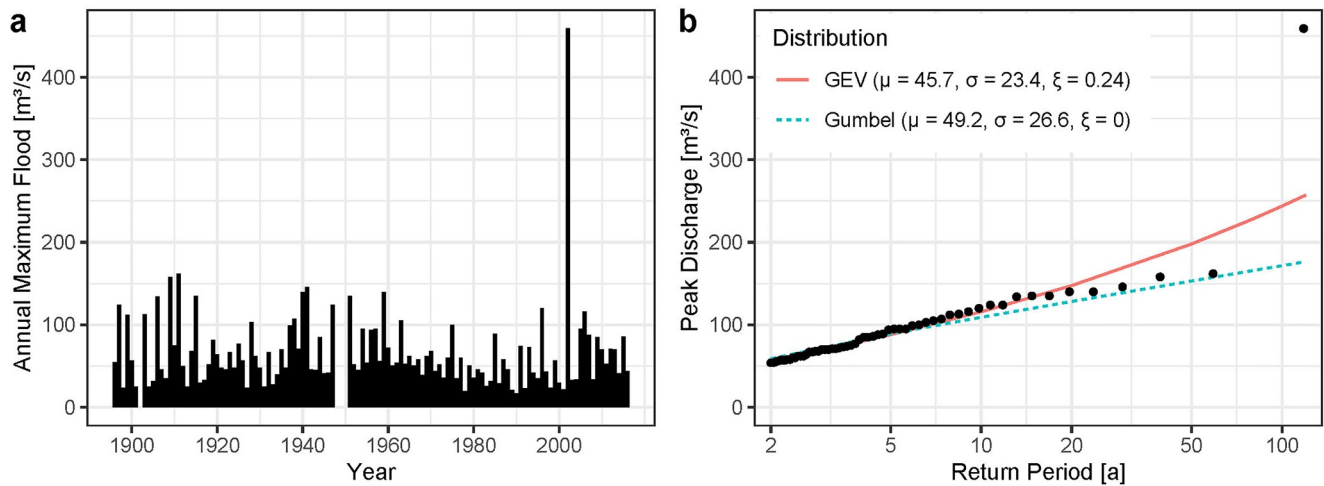 a
Annual Maximum Flood [m³/s]
400
300
200
100
0
1900 1920 1940 1960 1980 2000
Year
b
Peak Discharge [m³/s]
400
300
200
100
0
Distribution
GEV (μ = 45.7, σ = 23.4, ξ = 0.24)
Gumbel (μ = 49.2, σ = 26.6, ξ = 0)
2 5 10 20 50 100
Return Period [a]